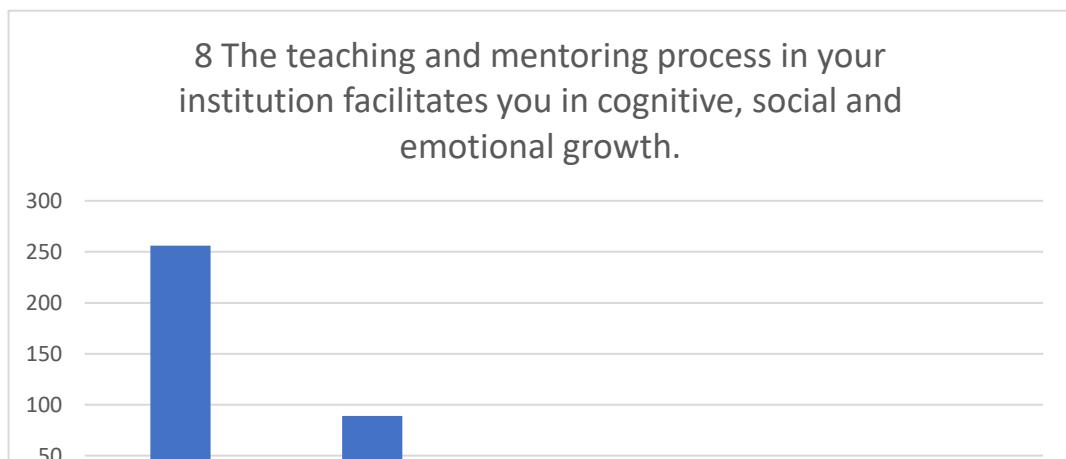 8 The teaching and mentoring process in your
institution facilitates you in cognitive, social and
emotional growth.
300
250
200
150
100
50